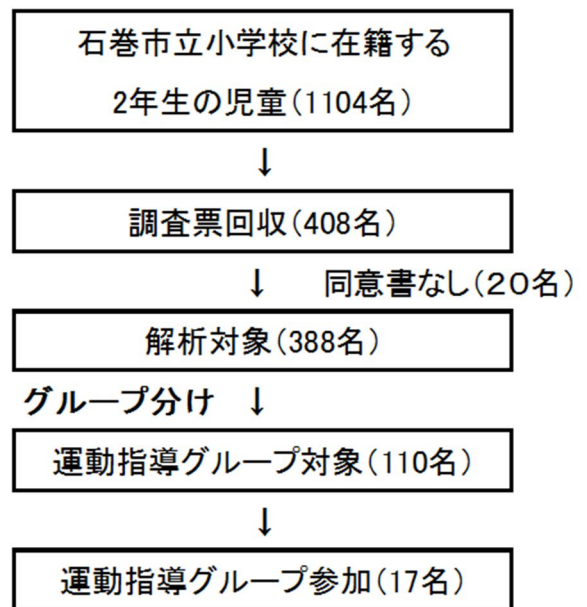 石巻市立小学校に在籍する
2年生の児童(1104名)
↓
調査票回収(408名)
↓ 同意書なし(20名)
解析対象(388名)
グループ分け ↓
運動指導グループ対象(110名)
↓
運動指導グループ参加(17名)